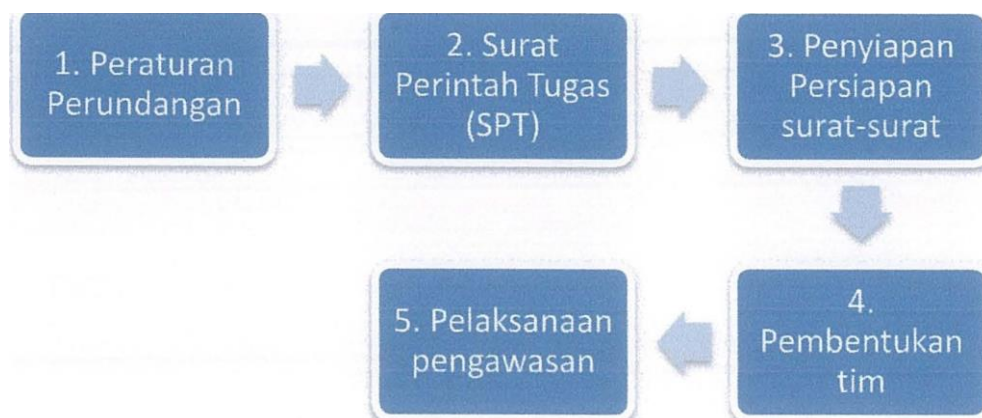 1. Peraturan
Perundangan
2. Surat
Perintah Tugas
(SPT)
3. Penyiapan
Persiapan
surat-surat
4.
Pembentukan
tim
5. Pelaksanaan
pengawasan